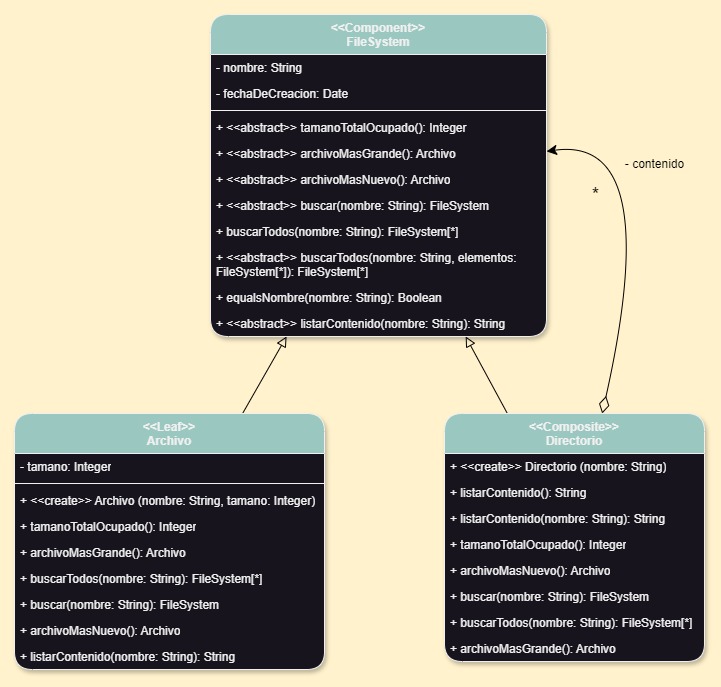 <<Component>>
FileSystem
- nombre: String
- fechaDeCreacion: Date
+ <<abstract>> tamanoTotalOcupado(): Integer
+ <<abstract>> archivoMasGrande(): Archivo
+ <<abstract>> archivoMasNuevo(): Archivo
+ <<abstract>> buscar(nombre: String): FileSystem
+ buscarTodos(nombre: String): FileSystem[*]
+ <<abstract>> buscarTodos(nombre: String, elementos:
FileSystem[*]): FileSystem[*]
+ equalsNombre(nombre: String): Boolean
+ <<abstract>> listarContenido(nombre: String): String
- contenido
*
<<Leaf>>
Archivo
- tamano: Integer
+ <<create>> Archivo (nombre: String, tamano: Integer)
+ tamanoTotalOcupado(): Integer
+ archivoMasGrande(): Archivo
+ buscarTodos(nombre: String): FileSystem[*]
+ buscar(nombre: String): FileSystem
+ archivoMasNuevo(): Archivo
+ listarContenido(nombre: String): String
<<Composite>>
Directorio
+ <<create>> Directorio (nombre: String)
+ listarContenido(): String
+ listarContenido(nombre: String): String
+ tamanoTotalOcupado(): Integer
+ archivoMasNuevo(): Archivo
+ buscar(nombre: String): FileSystem
+ buscarTodos(nombre: String): FileSystem[*]
+ archivoMasGrande(): Archivo